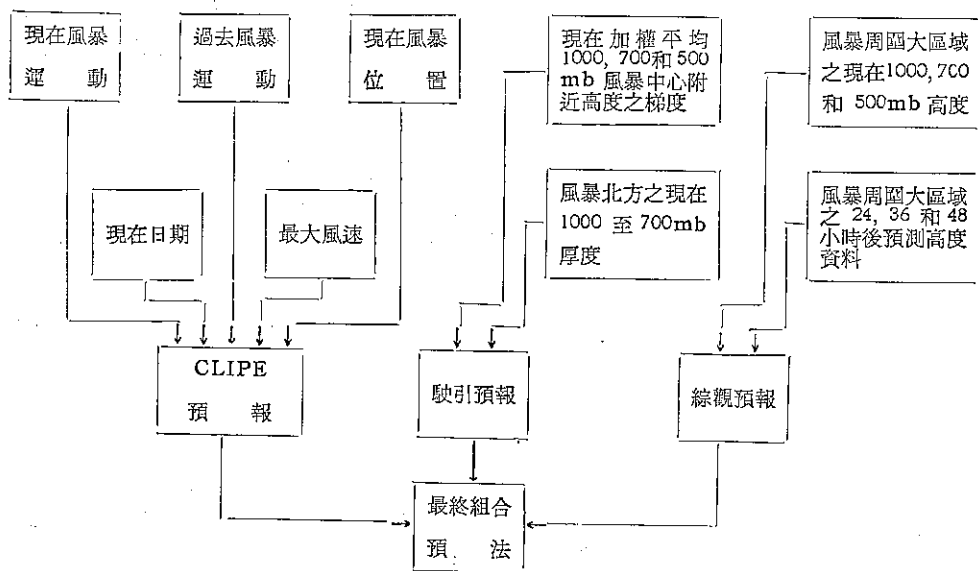 現在風暴
運動
過去風暴
運動
現在風暴
位置
現在加權平均
1000, 700和500
mb 風暴中心附
近高度之梯度
風暴周圍大區域
之現在1000, 700
和 500mb 高度
現在日期
最大風速
風暴北方之現在
1000 至 700mb
厚度
風暴周圍大區域
之 24, 36 和 48
小時後預測高度
資料
CLIPE
預報
駛引預報
綜觀預報
最終組合
預法